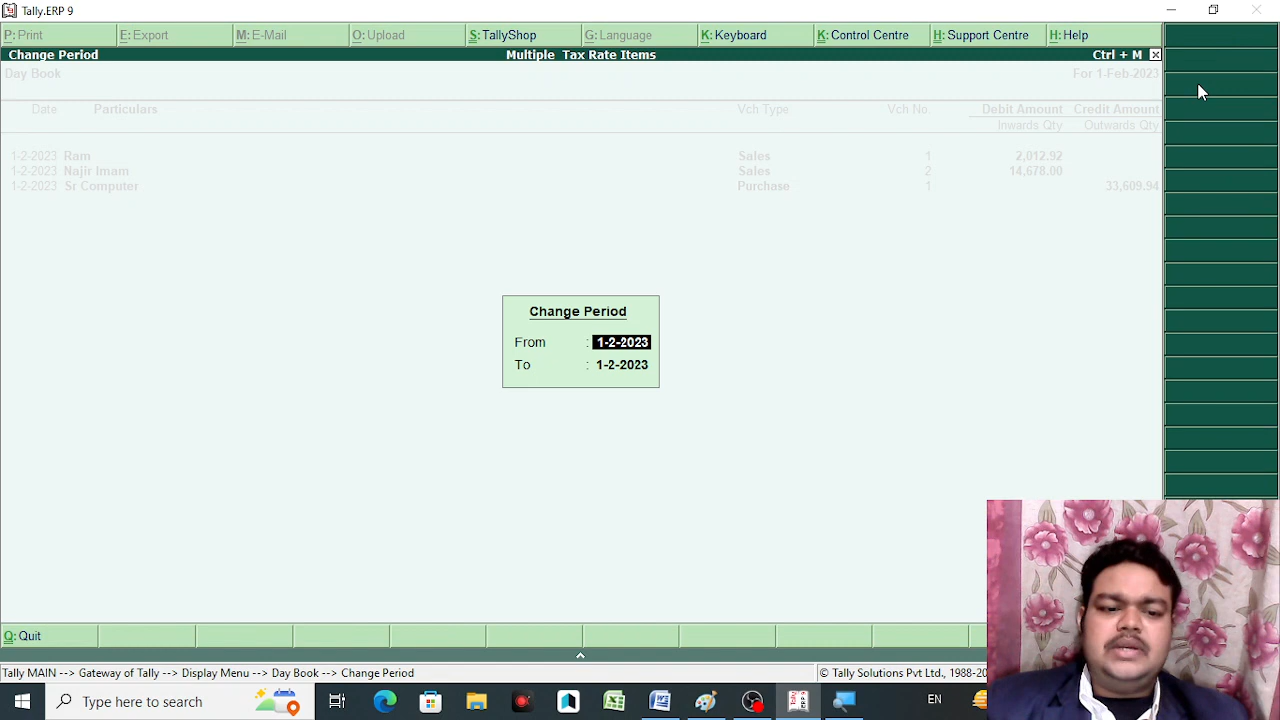 Tally.ERP 9
P: Print E: Export M: E-Mail O: Upload S: TallyShop G: Language K: Keyboard K: Control Centre H: Support Centre H: Help
Change Period Multiple Tax Rate Items Ctrl + M
Day Book For 1-Feb-2023
Date Particulars Vch Type Vch No. Debit Amount Credit Amount
Inwards Qty Outwards Qty
1-2-2023 Ram Sales 1 2,012.92
1-2-2023 Najir Imam Sales 2 14,678.00
1-2-2023 Sr Computer Purchase 1 33,609.94
Change Period
From : 1-2-2023
To : 1-2-2023
Q: Quit
Tally MAIN --> Gateway of Tally --> Display Menu --> Day Book --> Change Period © Tally Solutions Pvt Ltd., 1988-20
Type here to search EN